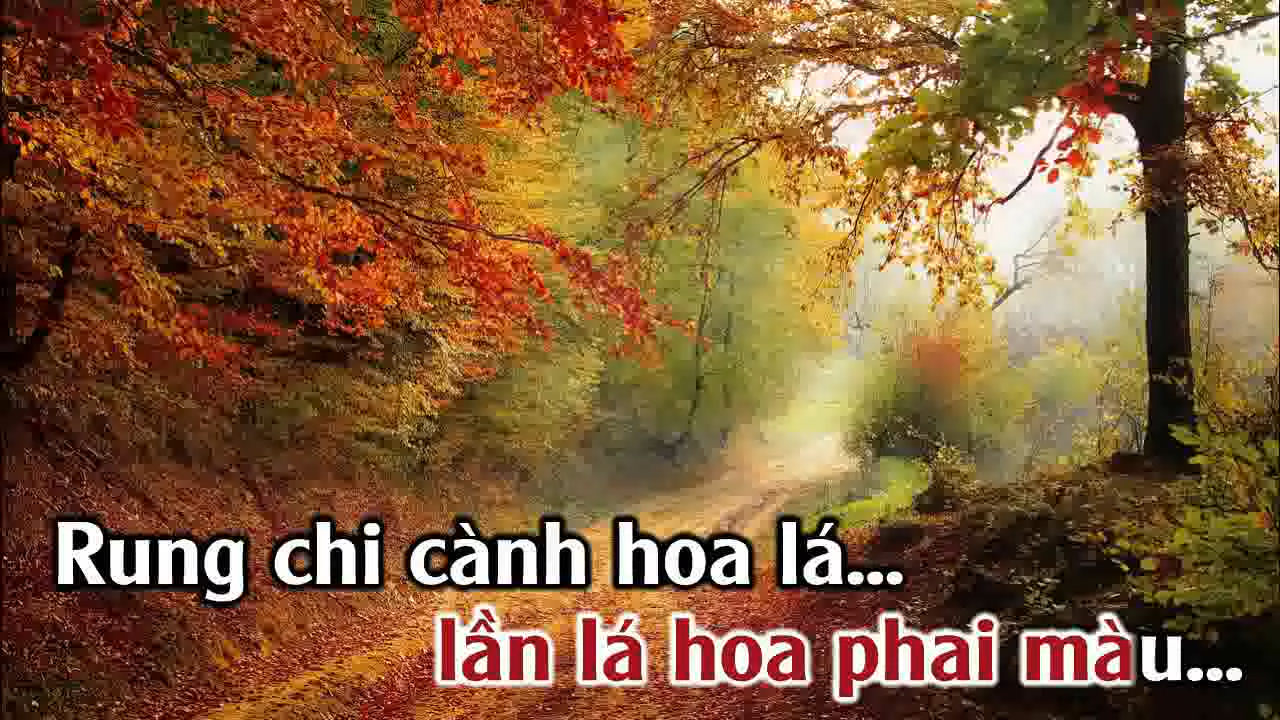 Rung chi cành hoa lá...
lần lá hoa phai màu...